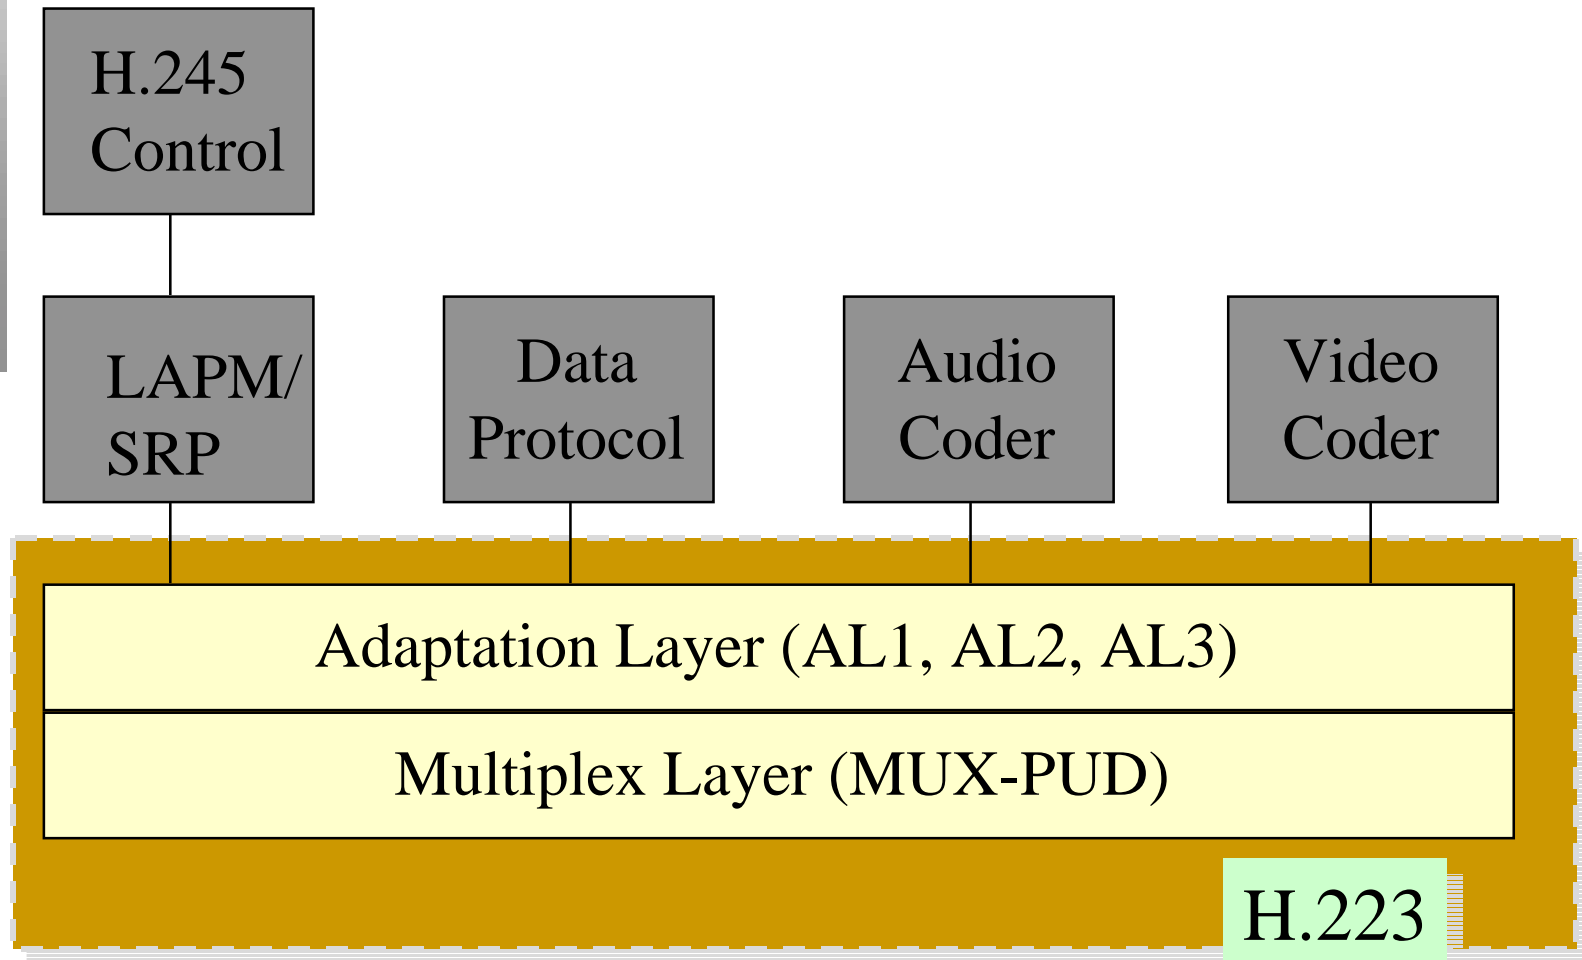 H.245
Control
LAPM/
SRP
Data
Protocol
Audio
Coder
Video
Coder
Adaptation Layer (AL1, AL2, AL3)
Multiplex Layer (MUX-PUD)
H.223